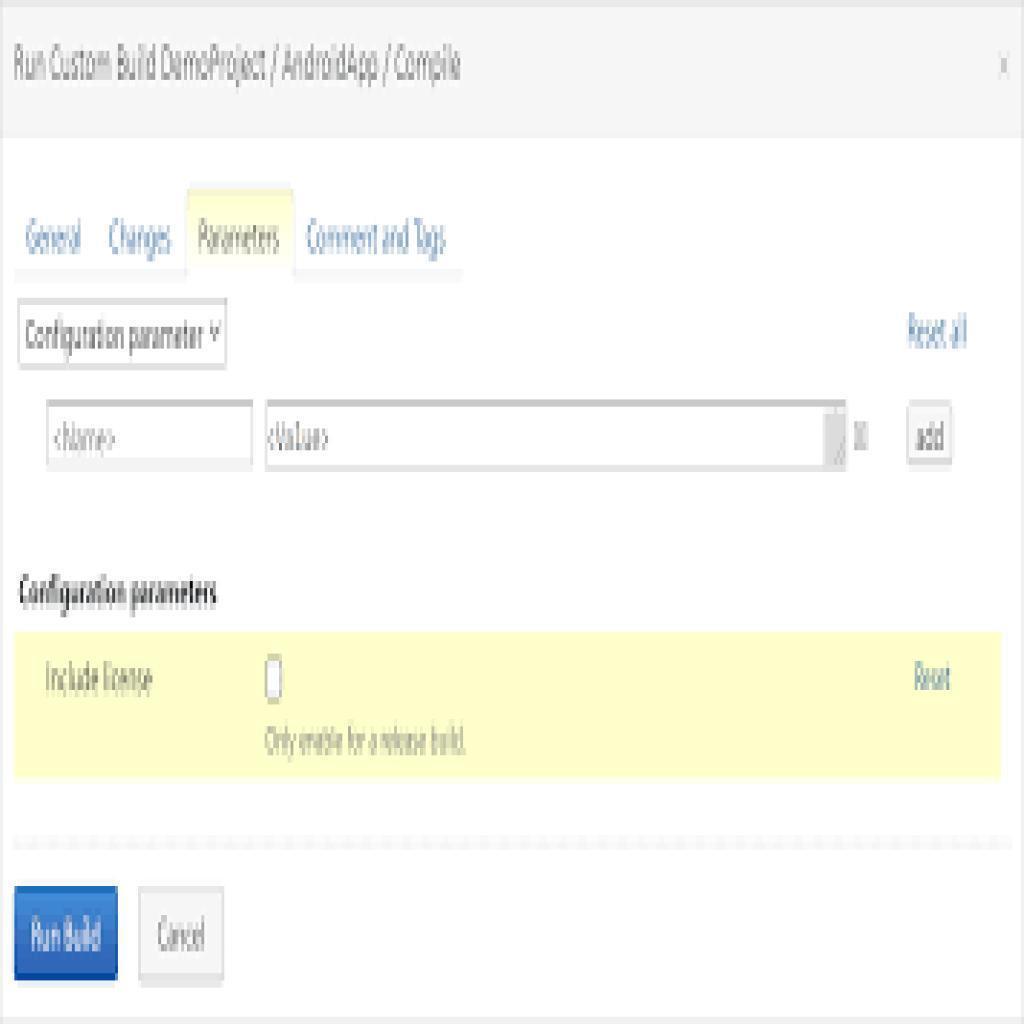 Run Custom Build DemoProject / AndroidApp / Compile x
General Changes Parameters Comment and Tags
Configuration parameter Reset all
<Name> <Value> add
Configuration parameters
Include license Reset
Only enable for a release build.
Run Build Cancel